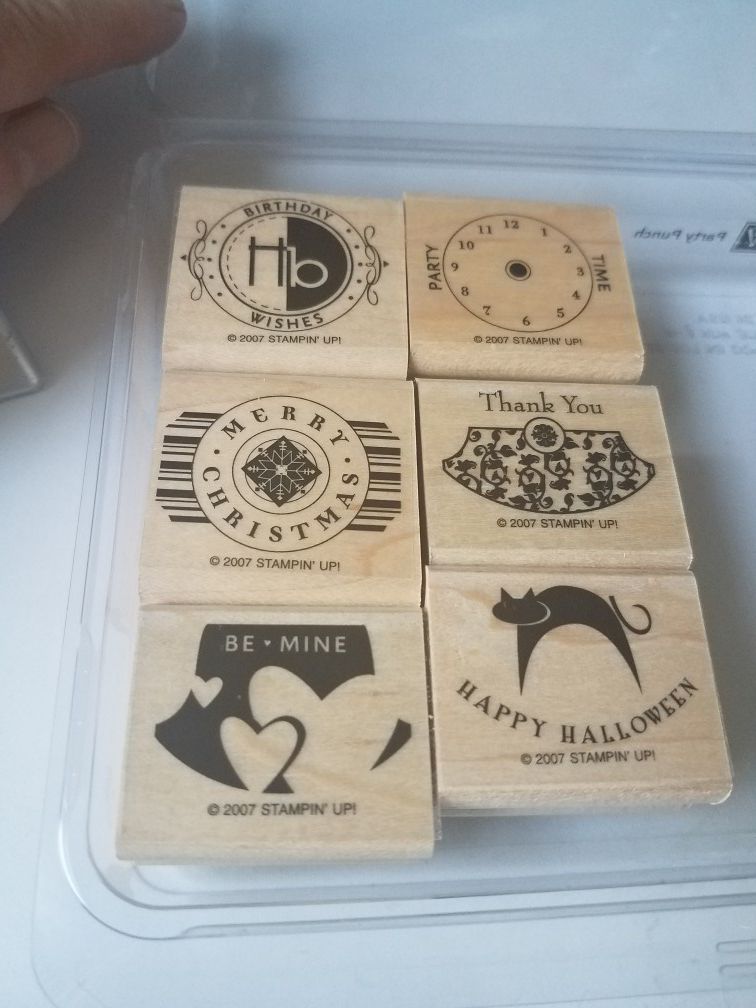 BIRTHDAY
Hb
WISHES
© 2007 STAMPIN' UP!
PARTY
12
1
2
3
4
5
6
7
8
9
10
11
TIME
© 2007 STAMPIN' UP!
MERRY
CHRISTMAS
© 2007 STAMPIN' UP!
Thank You
© 2007 STAMPIN' UP!
BE MINE
© 2007 STAMPIN' UP!
HAPPY HALLOWEEN
© 2007 STAMPIN' UP!
Party Punch